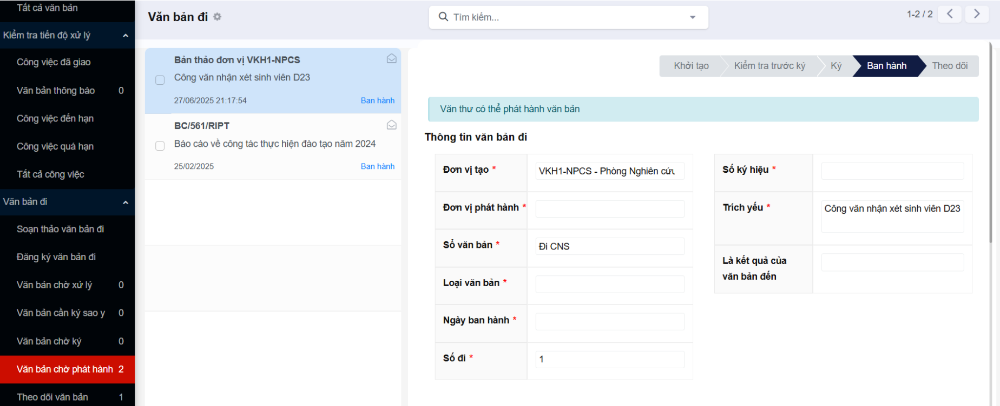 Tất cả văn bản
Kiểm tra tiến độ xử lý
Công việc đã giao
Văn bản thông báo 0
Công việc đến hạn
Công việc quá hạn
Tất cả công việc
Văn bản đi
Soạn thảo văn bản đi
Đăng ký văn bản đi
Văn bản chờ xử lý 0
Văn bản cần ký sao y 0
Văn bản chờ ký 0
Văn bản chờ phát hành 2
Theo dõi văn bản 1
Văn bản đi
Tìm kiếm...
1-2 / 2
Bản thảo đơn vị VKH1-NPCS
Công văn nhận xét sinh viên D23
27/06/2025 21:17:54 Ban hành
BC/561/RIPT
Báo cáo về công tác thực hiện đào tạo năm 2024
25/02/2025 Ban hành
Khởi tạo Kiểm tra trước ký Ký Ban hành Theo dõi
Văn thư có thể phát hành văn bản
Thông tin văn bản đi
Đơn vị tạo * VKH1-NPCS - Phòng Nghiên cứu
Đơn vị phát hành *
Sổ văn bản * Đi CNS
Loại văn bản *
Ngày ban hành *
Số đi * 1
Số ký hiệu *
Trích yếu * Công văn nhận xét sinh viên D23
Là kết quả của
văn bản đến